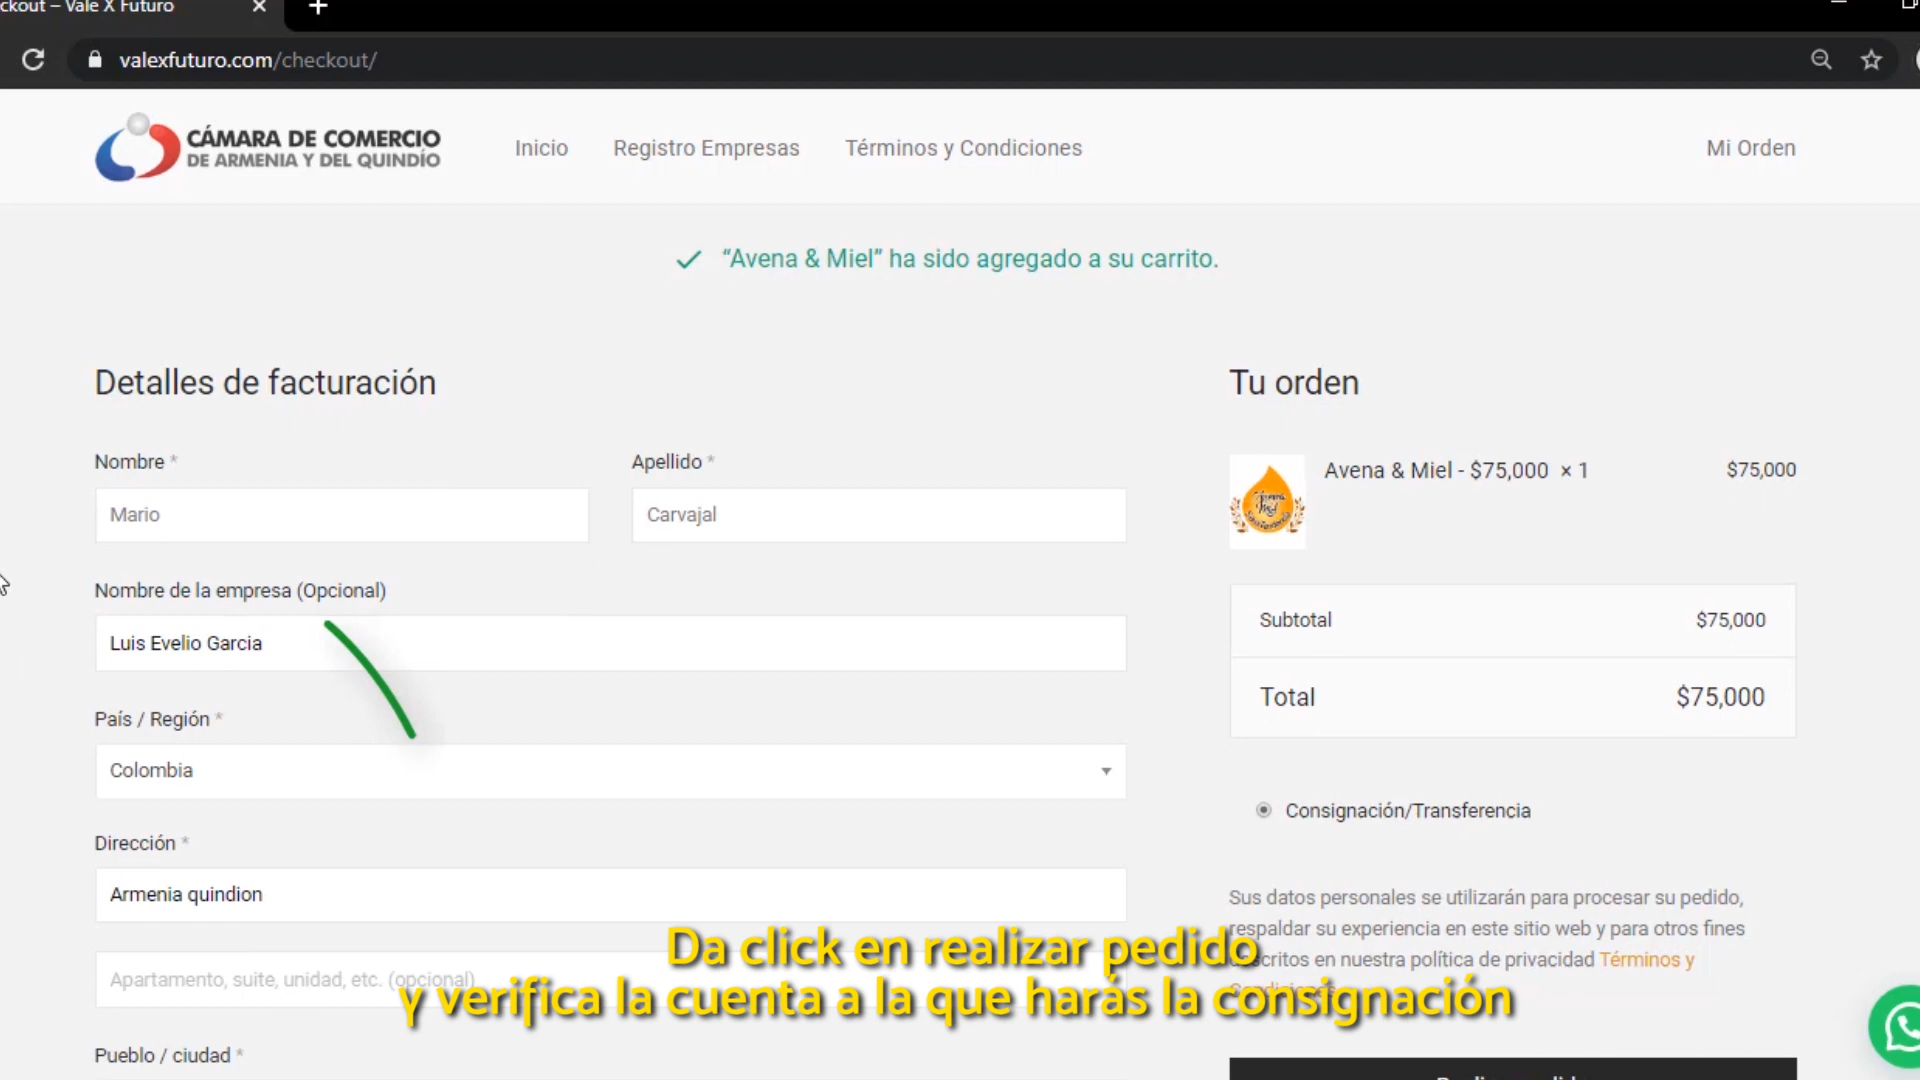 ckout – Vale X Futuro
valexfuturo.com/checkout/
CÁMARA DE COMERCIO
DE ARMENIA Y DEL QUINDÍO
Inicio
Registro Empresas
Términos y Condiciones
Mi Orden
“Avena & Miel” ha sido agregado a su carrito.
Detalles de facturación
Nombre *
Apellido *
Mario
Carvajal
Nombre de la empresa (Opcional)
Luis Evelio Garcia
País / Región *
Colombia
Dirección *
Armenia quindion
Apartamento, suite, unidad, etc. (opcional)
Pueblo / ciudad *
Tu orden
Avena & Miel - $75,000 × 1
$75,000
Subtotal
$75,000
Total
$75,000
Consignación/Transferencia
Sus datos personales se utilizarán para procesar su pedido,
respaldar su experiencia en este sitio web y para otros fines
descritos en nuestra política de privacidad Términos y
Da click en realizar pedido
y verifica la cuenta a la que harás la consignación